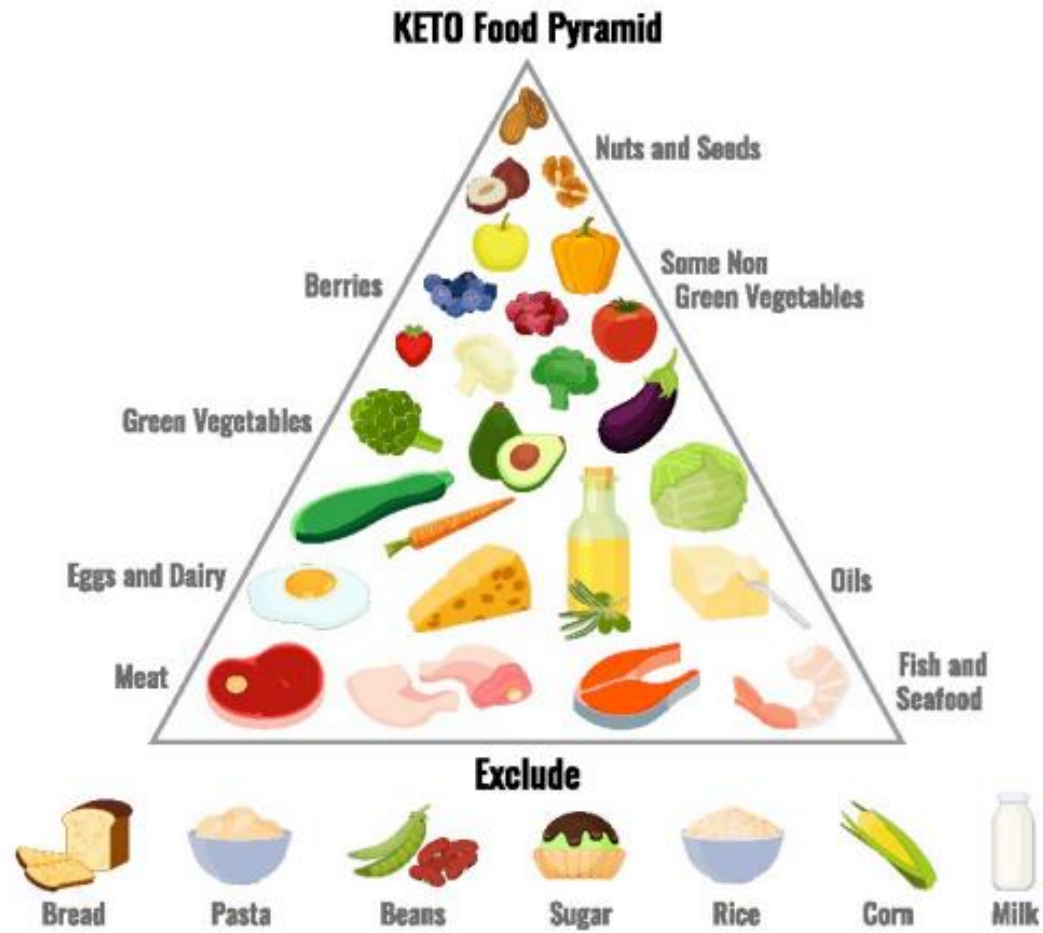 KETO Food Pyramid
Nuts and Seeds
Berries
Some Non
Green Vegetables
Green Vegetables
Eggs and Dairy
Oils
Meat
Fish and
Seafood
Exclude
Bread
Pasta
Beans
Sugar
Rice
Corn
Milk